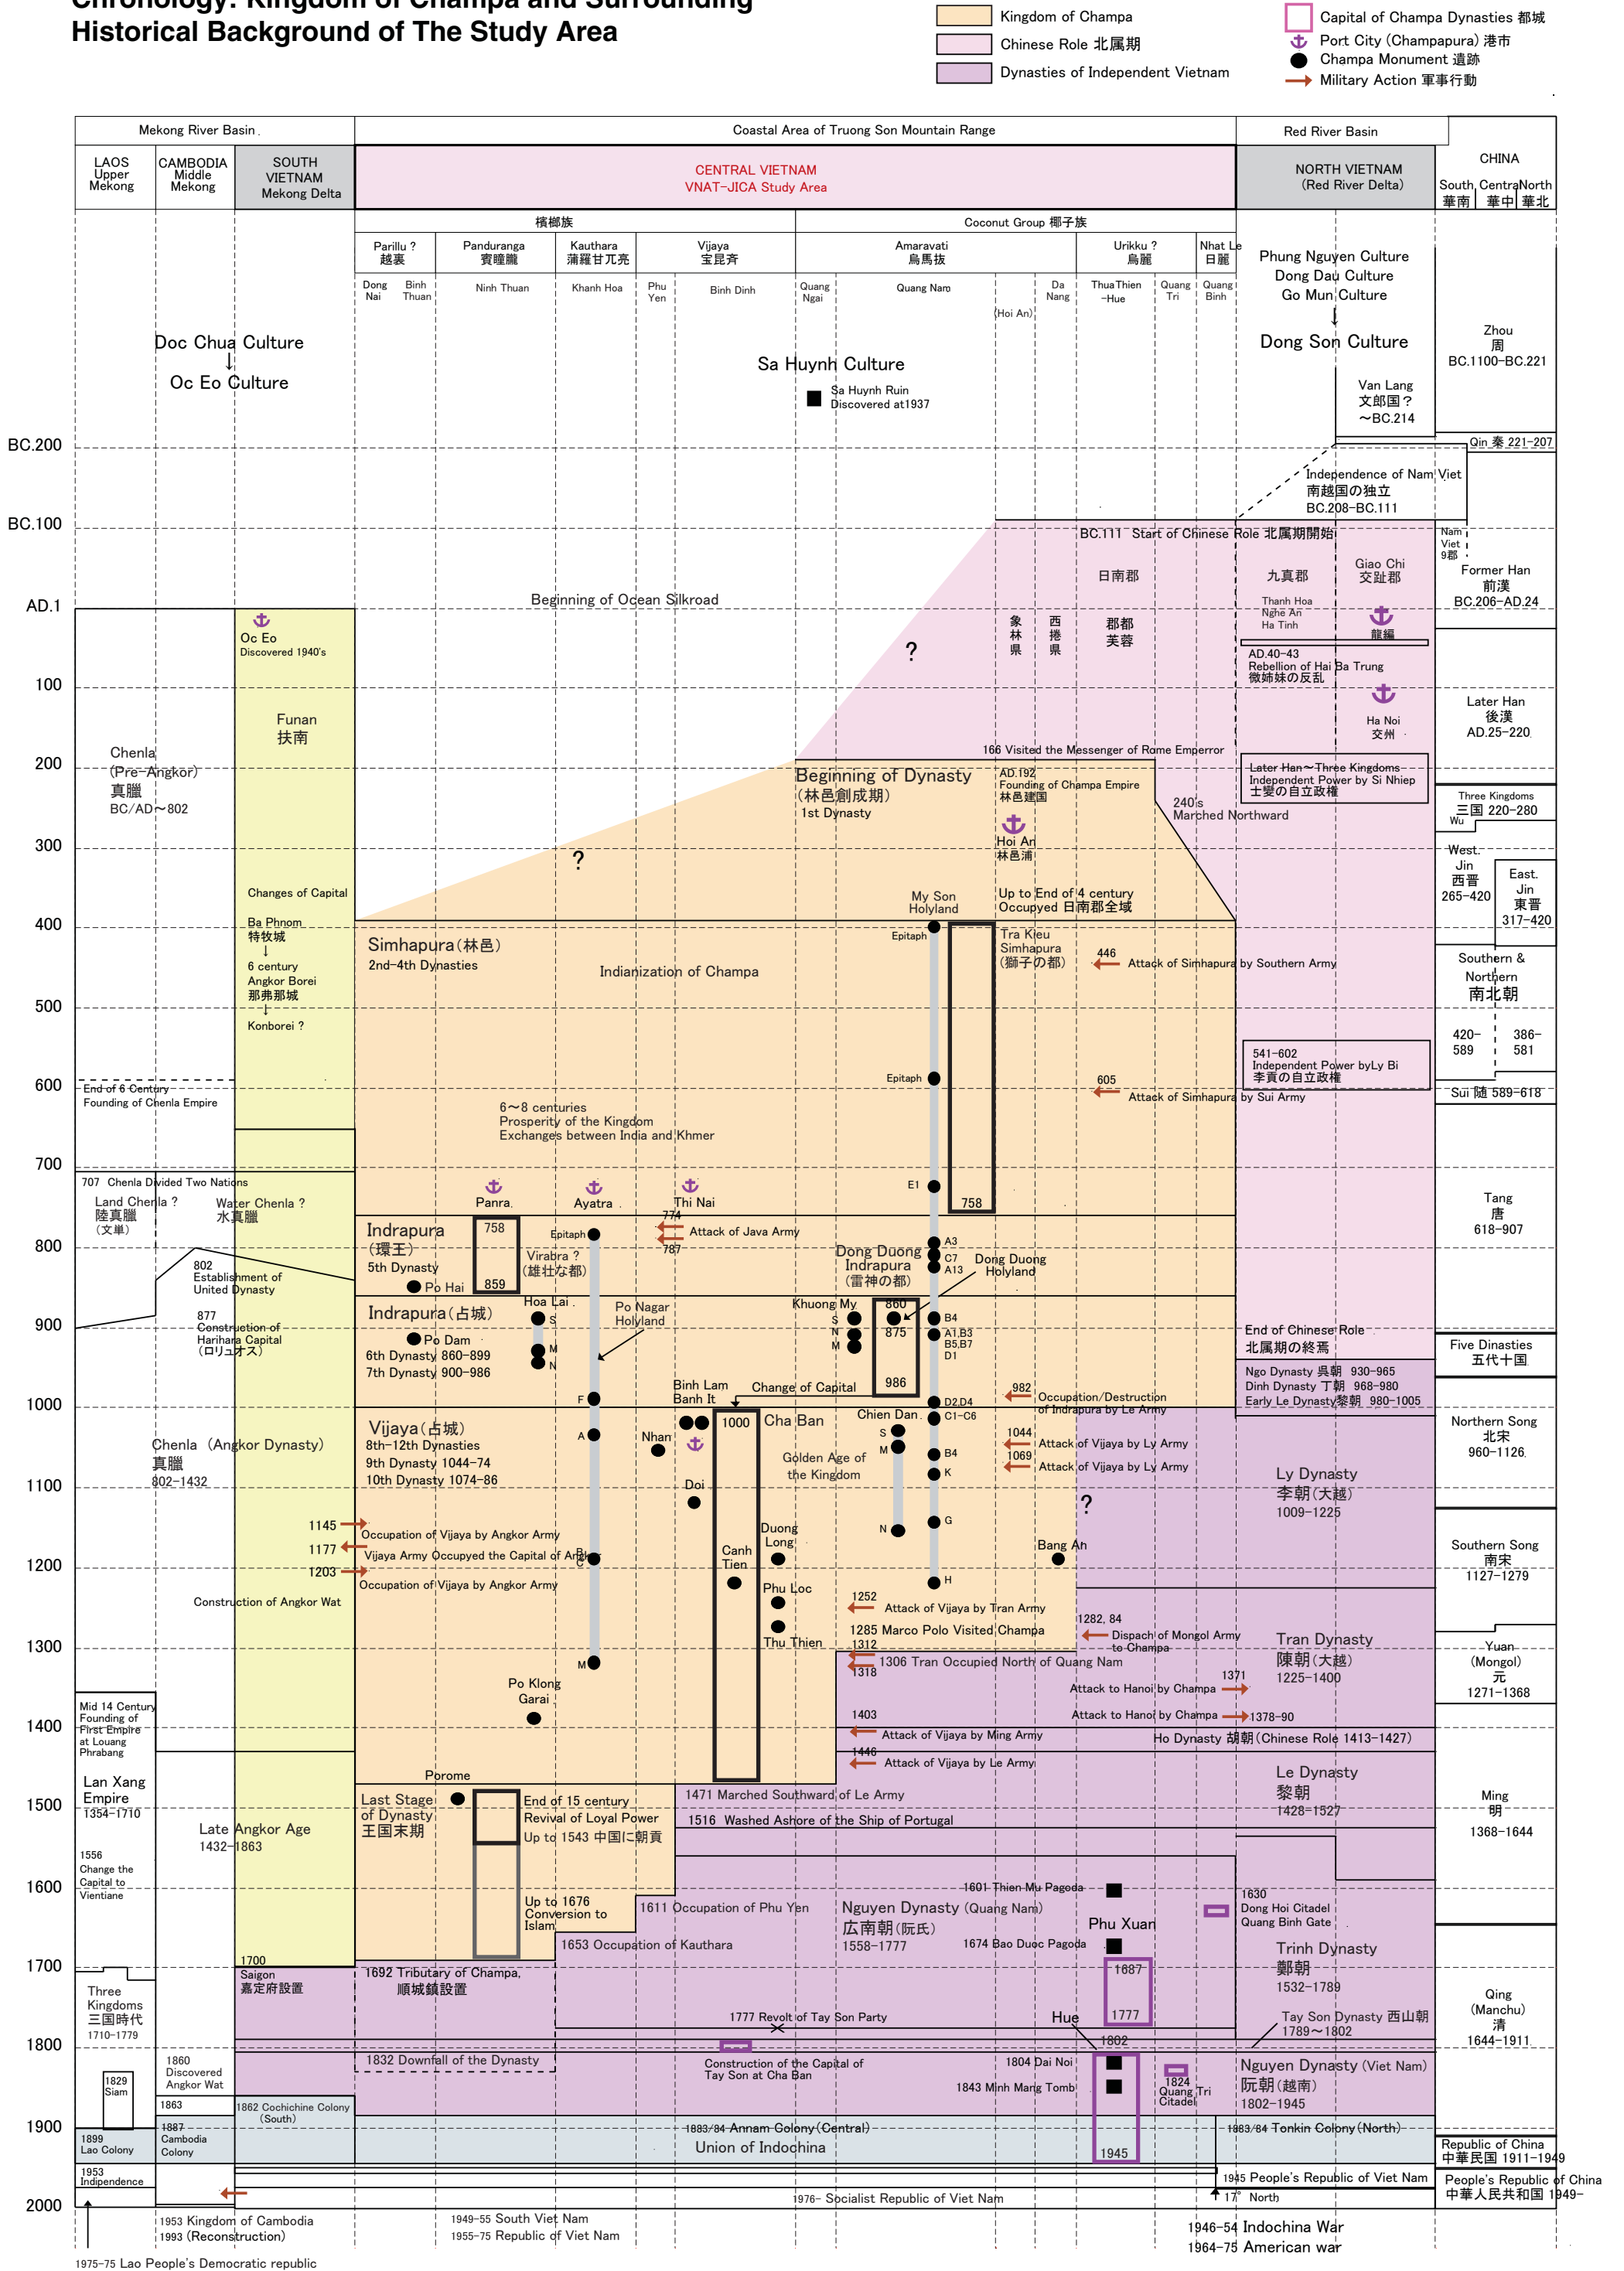 Chronology: Kingdom of Champa and Surrounding
Historical Background of The Study Area
Kingdom of Champa
Chinese Role 北属期
Dynasties of Independent Vietnam
Capital of Champa Dynasties 都城
Port City (Champapura) 港市
Champa Monument 遺跡
Military Action 軍事行動
Mekong River Basin
Coastal Area of Truong Son Mountain Range
Red River Basin
LAOS
Upper
Mekong
CAMBODIA
Middle
Mekong
SOUTH
VIETNAM
Mekong Delta
CENTRAL VIETNAM
VNAT-JICA Study Area
NORTH VIETNAM
(Red River Delta)
CHINA
South Central North
華南 華中 華北
檳榔族
Coconut Group 椰子族
Parillu ?
越裏
Panduranga
賓瞳朧
Kauthara
蒲羅甘兀亮
Vijaya
宝昆斉
Amaravati
烏馬抜
Urikku ?
烏麗
Nhat Le
日麗
Dong
Nai
Binh
Thuan
Ninh Thuan
Khanh Hoa
Phu
Yen
Binh Dinh
Quang
Ngai
Quang Nam
(Hoi An)
Da
Nang
ThuaThien
-Hue
Quang
Tri
Quang
Binh
Phung Nguyen Culture
Dong Dau Culture
Go Mun Culture
↓
Dong Son Culture
Doc Chua Culture
↓
Oc Eo Culture
Sa Huynh Culture
Sa Huynh Ruin
Discovered at1937
Van Lang
文郎国？
～BC.214
Zhou
周
BC.1100-BC.221
BC.200
Qin 秦 221-207
Independence of Nam Viet
南越国の独立
BC.208-BC.111
BC.100
BC.111 Start of Chinese Role 北属期開始
Nam
Viet
9郡
日南郡
九真郡
Giao Chi
交趾郡
Former Han
前漢
BC.206-AD.24
Beginning of Ocean Silkroad
Thanh Hoa
Nghe An
Ha Tinh
AD.1
Oc Eo
Discovered 1940's
象林県
西捲県
郡都
芙蓉
龍編
?
AD.40-43
Rebellion of Hai Ba Trung
微姉妹の反乱
100
Ha Noi
交州
Later Han
後漢
AD.25-220
Funan
扶南
Chenla
(Pre-Angkor)
真臘
BC/AD～802
166 Visited the Messenger of Rome Emperror
200
Beginning of Dynasty
(林邑創成期)
1st Dynasty
AD.192
Founding of Champa Empire
林邑建国
Later Han～Three Kingdoms
Independent Power by Si Nhiep
士燮の自立政権
240's
Marched Northward
Three Kingdoms
三国 220-280
Wu
Hoi An
林邑浦
300
?
West.
Jin
西晋
265-420
East.
Jin
東晋
317-420
Changes of Capital
My Son
Holyland
Up to End of 4 century
Occupyed 日南郡全域
400
Ba Phnom
特牧城
↓
6 century
Angkor Borei
那弗那城
↓
Konborei ?
Epitaph
Simhapura(林邑)
2nd-4th Dynasties
Indianization of Champa
Tra Kieu
Simhapura
(獅子の都)
446
Attack of Simhapura by Southern Army
Southern &
Northern
南北朝
500
420-
589
386-
581
541-602
Independent Power byLy Bi
李賁の自立政権
Epitaph
605
Attack of Simhapura by Sui Army
600
End of 6 Century
Founding of Chenla Empire
Sui 随 589-618
6～8 centuries
Prosperity of the Kingdom
Exchanges between India and Khmer
700
707 Chenla Divided Two Nations
Land Chenla ?
陸真臘
(文単)
Water Chenla ?
水真臘
Panra
Ayatra
Thi Nai
E1
758
Tang
唐
618-907
Indrapura
(環王)
5th Dynasty
758
859
Virabra ?
(雄壮な都)
Epitaph
774
787
Attack of Java Army
Dong Duong
Indrapura
(雷神の都)
A3
C7
A13
Dong Duong
Holyland
800
802
Establishment of
United Dynasty
Po Hai
877
Construction of
Harihara Capital
(ロリュオス)
Indrapura(占城)
Po Dam
6th Dynasty 860-899
7th Dynasty 900-986
Hoa Lai
S
M
N
Po Nagar
Holyland
Khuong My
S
N
M
860
875
986
B4
A1,B3
B5,B7
D1
900
End of Chinese Role
北属期の終焉
Five Dinasties
五代十国
Ngo Dynasty 呉朝 930-965
Dinh Dynasty 丁朝 968-980
Early Le Dynasty黎朝 980-1005
Binh Lam
Banh It
Change of Capital
F
D2,D4
982
Occupation/Destruction
of Indrapura by Le Army
1000
Vijaya(占城)
8th-12th Dynasties
9th Dynasty 1044-74
10th Dynasty 1074-86
Chenla (Angkor Dynasty)
真臘
802-1432
A
Nhan
1000
Cha Ban
Golden Age of
the Kingdom
Chien Dan
S
M
N
C1-C6
B4
K
G
H
1044
Attack of Vijaya by Ly Army
1069
Attack of Vijaya by Ly Army
Northern Song
北宋
960-1126
Ly Dynasty
李朝(大越)
1009-1225
1100
Doi
?
1145
Occupation of Vijaya by Angkor Army
1177
Vijaya Army Occupyed the Capital of Angkor
B
C
1203
Occupation of Vijaya by Angkor Army
Construction of Angkor Wat
Duong
Long
Canh
Tien
Phu Loc
Thu Thien
Bang An
1200
Southern Song
南宋
1127-1279
1252
Attack of Vijaya by Tran Army
1285 Marco Polo Visited Champa
1282, 84
Dispach of Mongol Army
to Champa
1300
1312
1318
1306 Tran Occupied North of Quang Nam
M
Tran Dynasty
陳朝(大越)
1225-1400
Yuan
(Mongol)
元
1271-1368
Po Klong
Garai
1371
Attack to Hanoi by Champa
Attack to Hanoi by Champa
1378-90
1400
Mid 14 Century
Founding of
First Empire
at Louang
Phrabang
1403
Attack of Vijaya by Ming Army
Ho Dynasty 胡朝(Chinese Role 1413-1427)
1446
Attack of Vijaya by Le Army
Lan Xang
Empire
1354-1710
Porome
Last Stage
of Dynasty
王国末期
End of 15 century
Revival of Loyal Power
Up to 1543 中国に朝貢
1471 Marched Southward of Le Army
Le Dynasty
黎朝
1428-1527
Ming
明
1368-1644
1500
1516 Washed Ashore of the Ship of Portugal
Late Angkor Age
1432-1863
1556
Change the
Capital to
Vientiane
1600
Up to 1676
Conversion to
Islam
1611 Occupation of Phu Yen
1653 Occupation of Kauthara
Nguyen Dynasty (Quang Nam)
広南朝(阮氏)
1558-1777
1601 Thien Mu Pagoda
Phu Xuan
1674 Bao Duoc Pagoda
1630
Dong Hoi Citadel
Quang Binh Gate
Trinh Dynasty
鄭朝
1532-1789
1700
1700
Saigon
嘉定府設置
1692 Tributary of Champa,
順城鎮設置
1687
1777
Three
Kingdoms
三国時代
1710-1779
1777 Revolt of Tay Son Party
Hue
Tay Son Dynasty 西山朝
1789～1802
Qing
(Manchu)
清
1644-1911
1800
1802
1832 Downfall of the Dynasty
Construction of the Capital of
Tay Son at Cha Ban
1804 Dai Noi
1843 Minh Mang Tomb
1824
Quang Tri
Citadel
Nguyen Dynasty (Viet Nam)
阮朝(越南)
1802-1945
1829
Siam
1860
Discovered
Angkor Wat
1863
1862 Cochichine Colony
(South)
1900
1887
Cambodia
Colony
1899
Lao Colony
1883/84 Annam Colony(Central)
Union of Indochina
1883/84 Tonkin Colony(North)
1945
Republic of China
中華民国 1911-1949
1953
Indipendence
1945 People's Republic of Viet Nam
People's Republic of China
中華人民共和国 1949-
2000
1976- Socialist Republic of Viet Nam
17° North
1953 Kingdom of Cambodia
1993 (Reconstruction)
1949-55 South Viet Nam
1955-75 Republic of Viet Nam
1946-54 Indochina War
1964-75 American war
1975-75 Lao People's Democratic republic